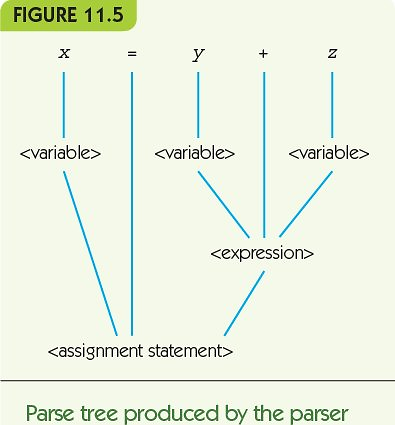 FIGURE 11.5
x = y + z
<variable> <variable> <variable>
<expression>
<assignment statement>
Parse tree produced by the parser